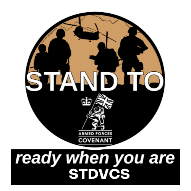 STAND TO
ARMED FORCES
COVENANT
ready when you are
STDVCS